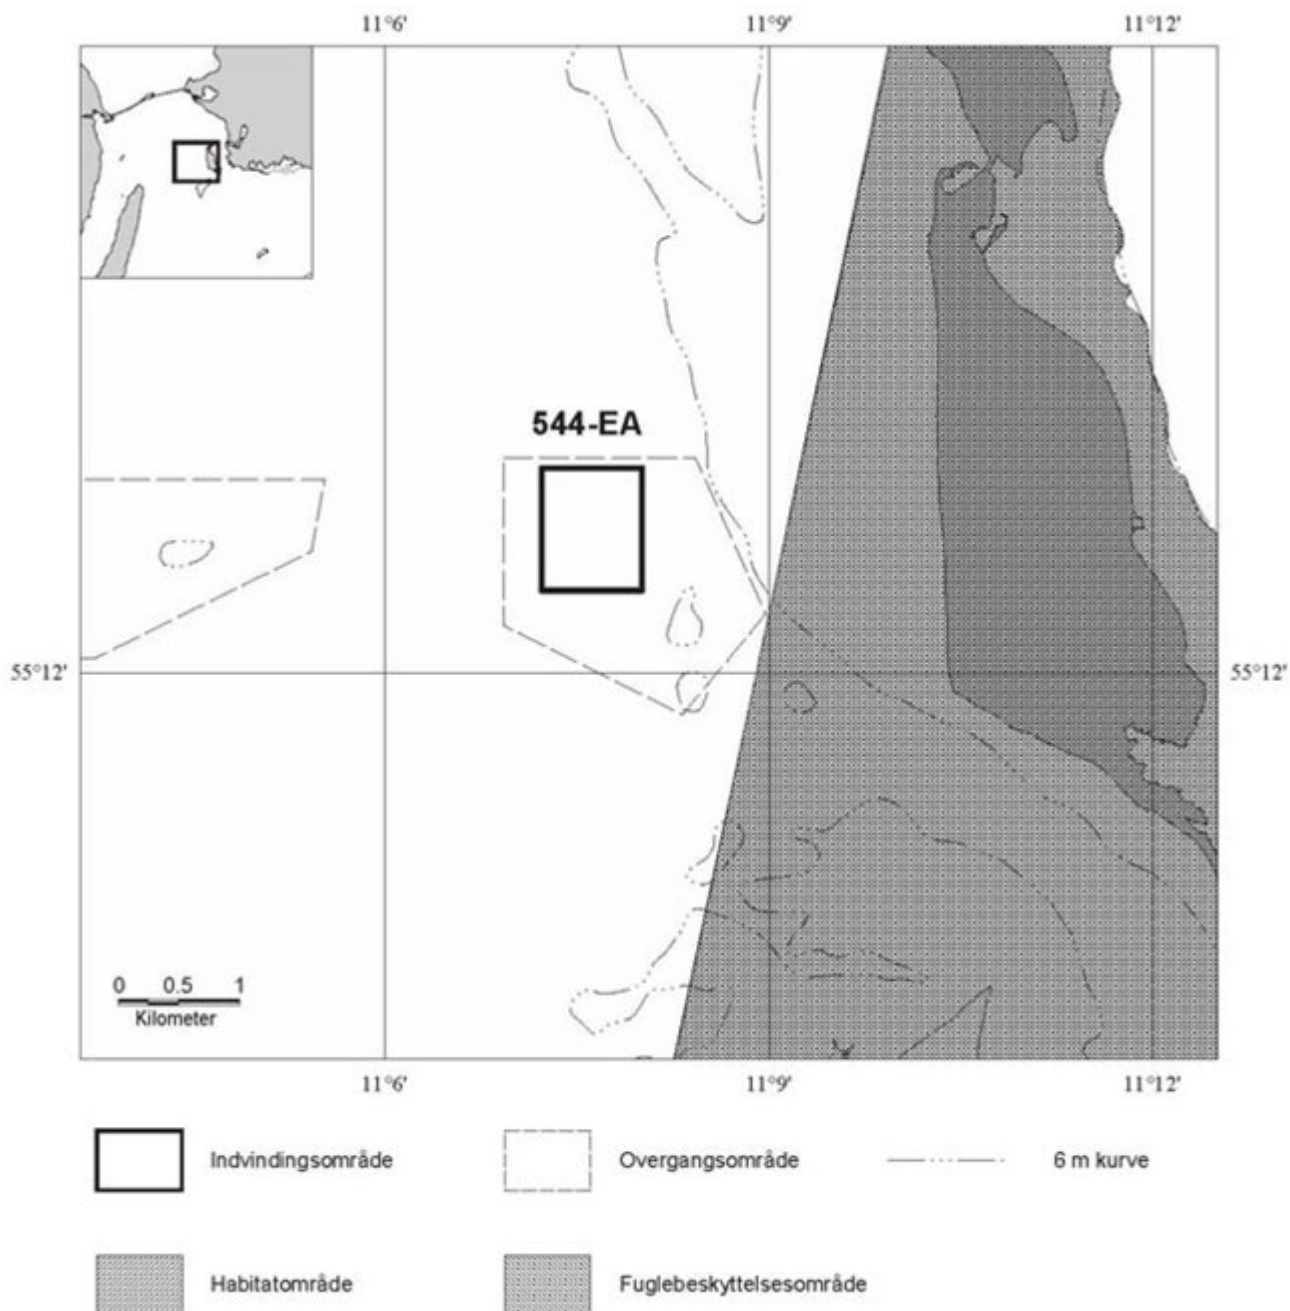 11°6' 11°9' 11°12'
544-EA
55°12' 55°12'
0 0.5 1
Kilometer
11°6' 11°9' 11°12'
Indvindingsområde Overgangsområde 6 m kurve
Habitatområde Fuglebeskyttelsesområde